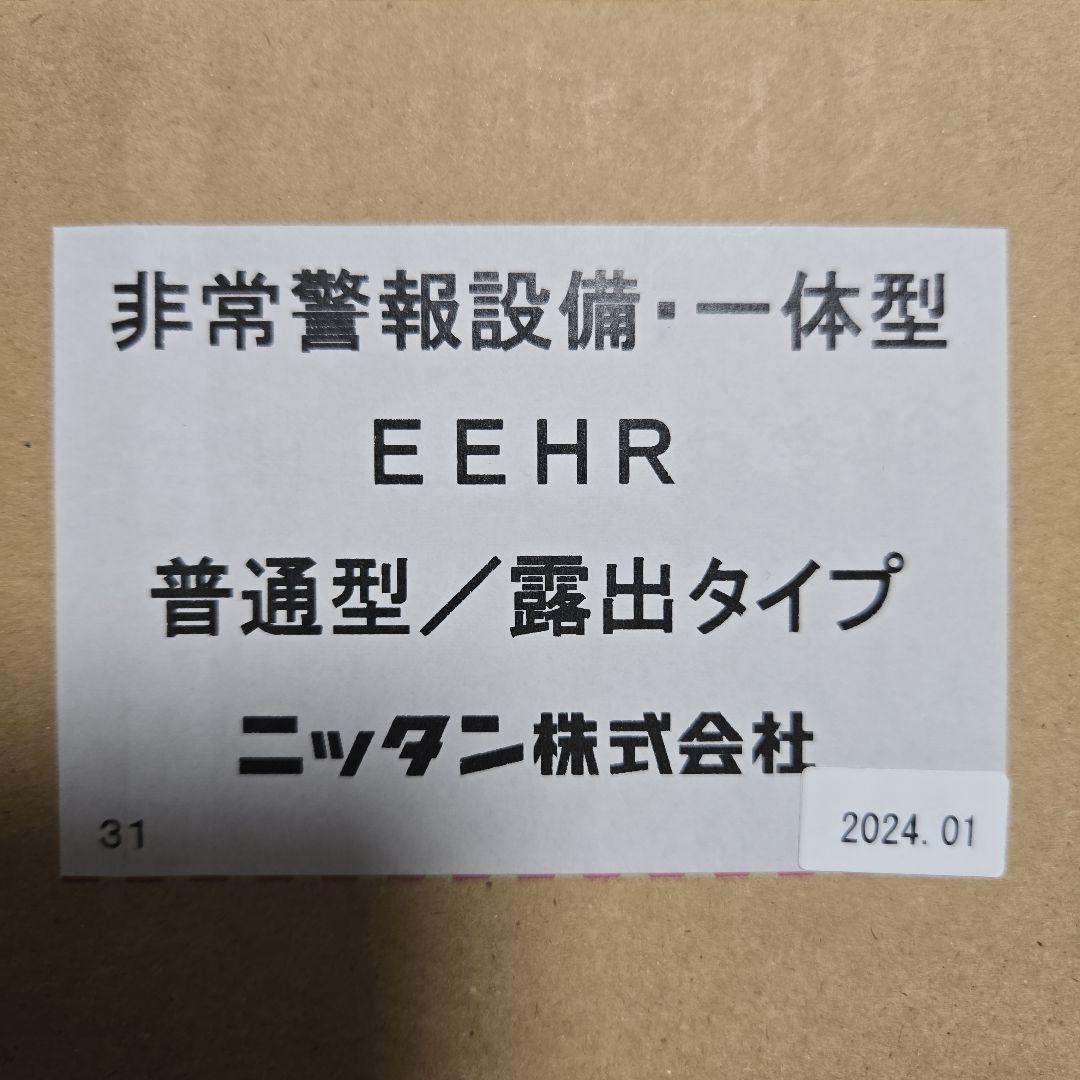 非常警報設備・一体型
EEHR
普通型／露出タイプ
ニッタン株式会社
31
2024.01